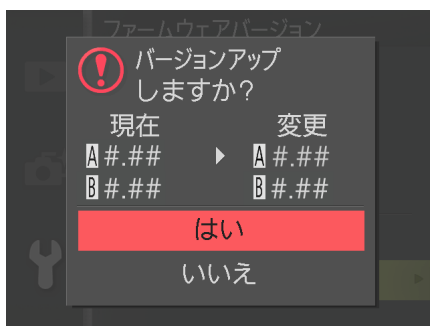 ファームウェアバージョン
バージョンアップ
しますか?
現在 変更
A #.## ▶ A #.##
B #.## B #.##
はい
いいえ